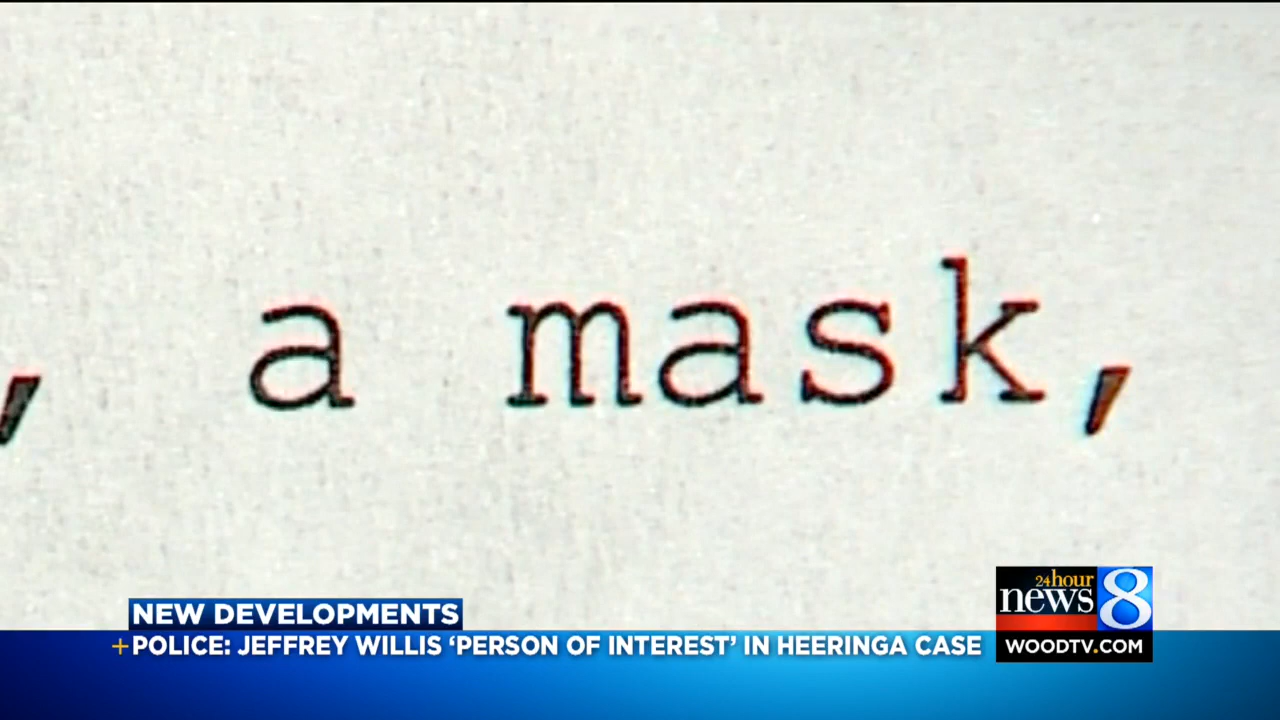 , a mask,
NEW DEVELOPMENTS
+POLICE: JEFFREY WILLIS ‘PERSON OF INTEREST’ IN HEERINGA CASE
24hour
news 8
WOODTV.COM